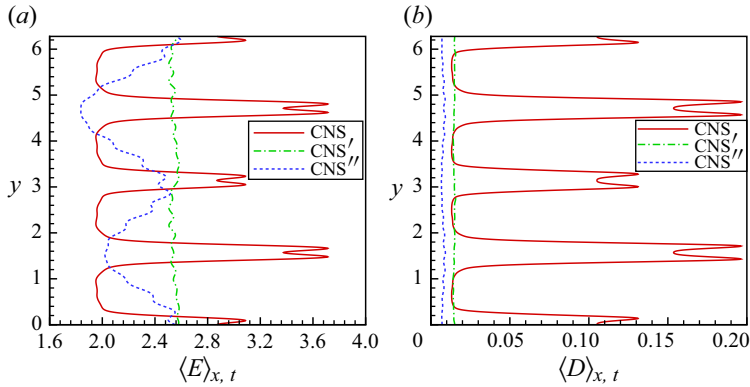 (a)
(b)
6
5
4
3
2
1
0
y
1.6 2.0 2.4 2.8 3.2 3.6 4.0
⟨E⟩x, t
CNS
CNS′
CNS″
6
5
4
3
2
1
0
y
0 0.05 0.10 0.15 0.20
⟨D⟩x, t
CNS
CNS′
CNS″